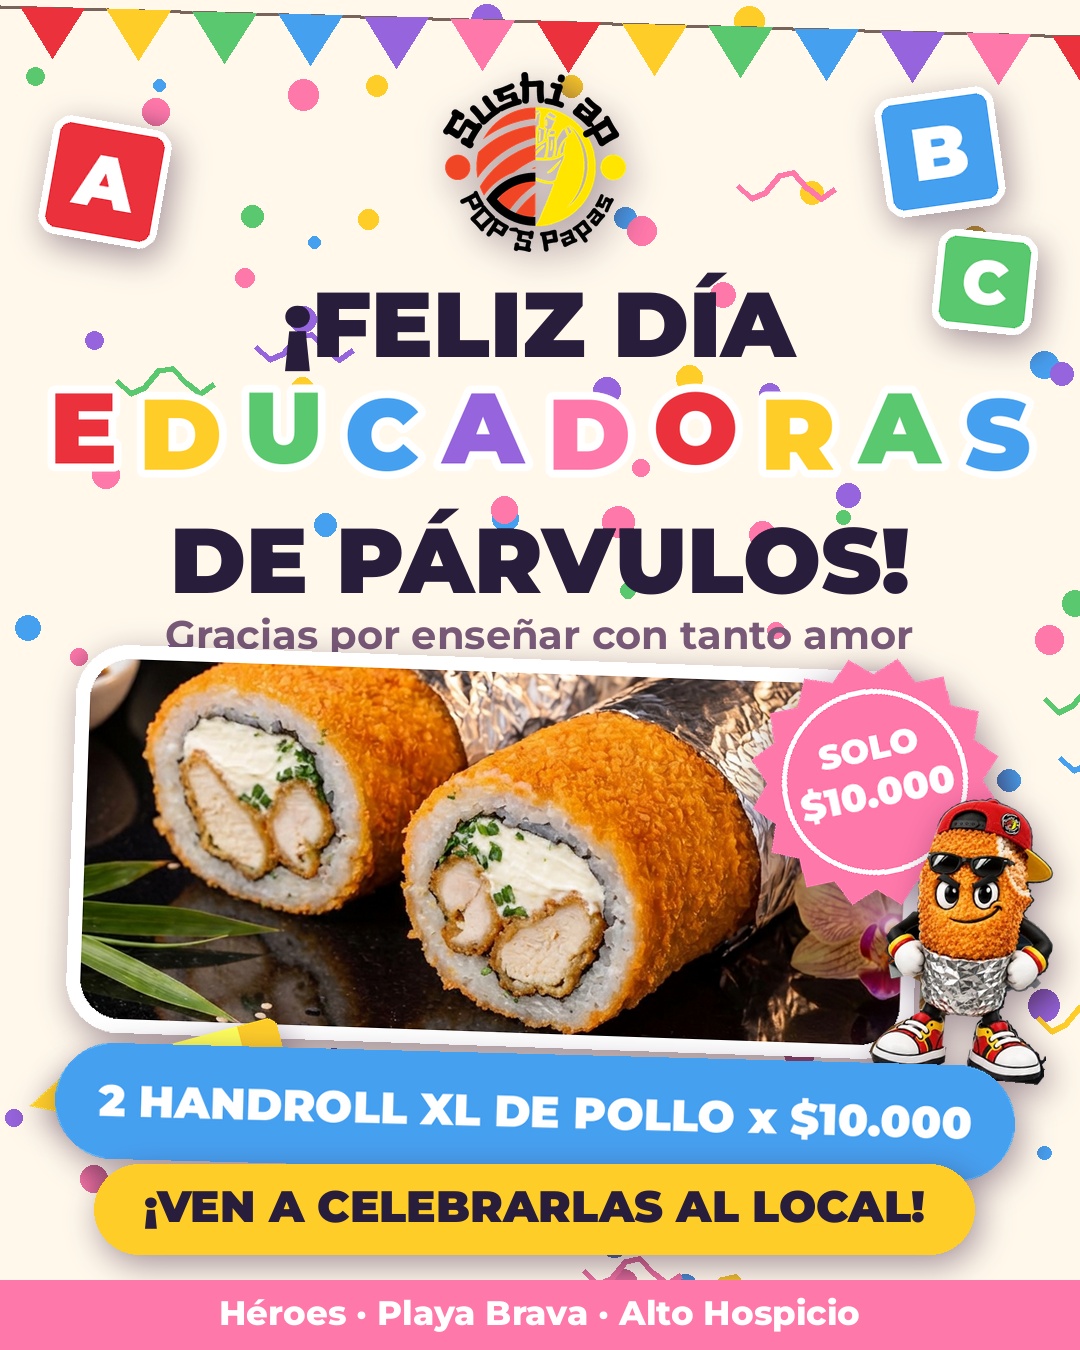 Sushi ap
POP'S Papas
A
B
C
¡FELIZ DÍA
EDUCADORAS
DE PÁRVULOS!
Gracias por enseñar con tanto amor
SOLO
$10.000
2 HANDROLL XL DE POLLO x $10.000
¡VEN A CELEBRARLAS AL LOCAL!
Héroes • Playa Brava • Alto Hospicio